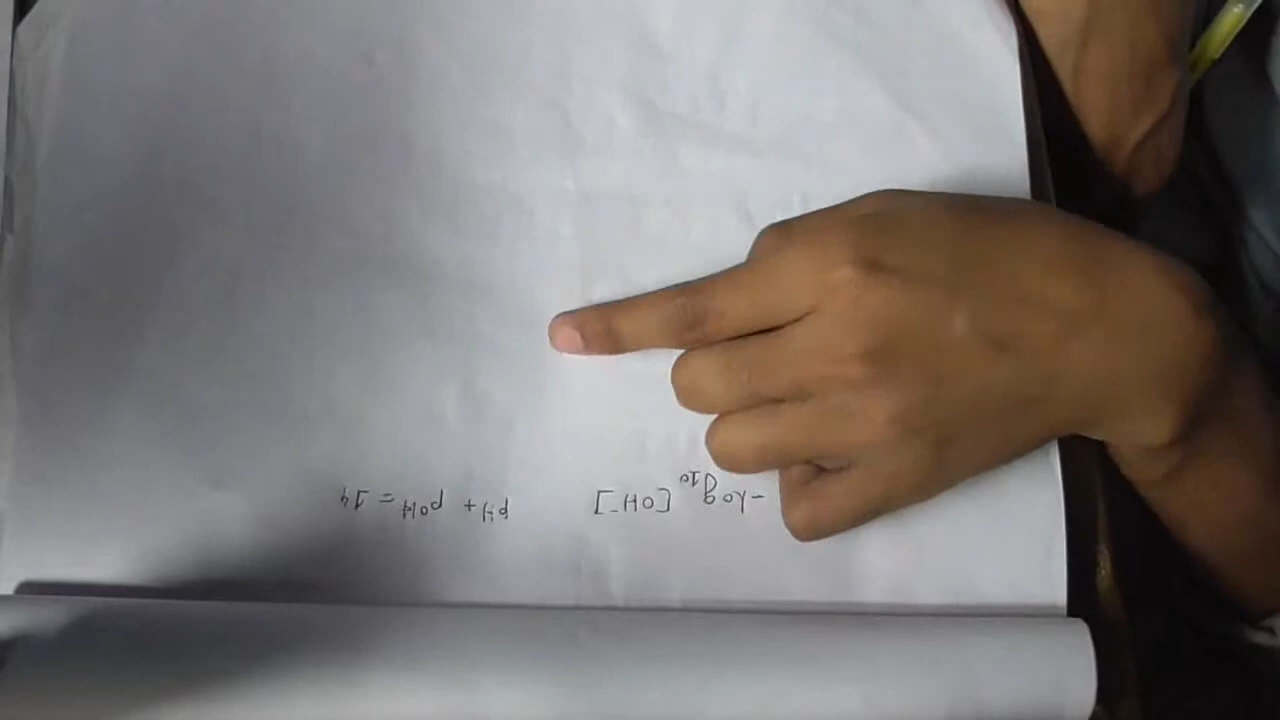 -log₁₀ [OH⁻] pH + pOH = 14